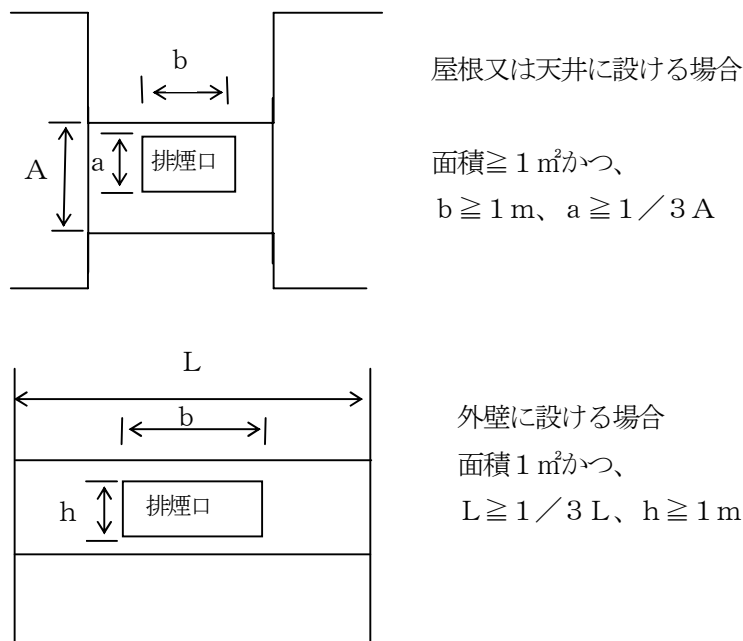 b
屋根又は天井に設ける場合
A
a
排煙口
面積≧1㎡かつ、
b≧1m、a≧1/3A
L
b
外壁に設ける場合
面積1㎡かつ、
h
排煙口
L≧1/3L、h≧1m